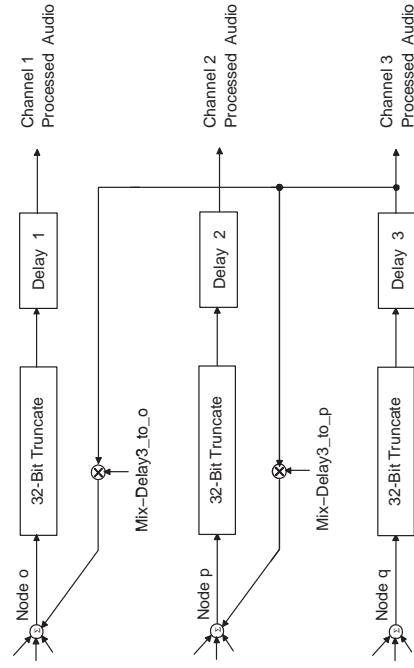 Node o
Σ
32-Bit Truncate
Delay 1
Channel 1
Processed Audio
Mix–Delay3_to_o
Node p
Σ
32-Bit Truncate
Delay 2
Channel 2
Processed Audio
Mix–Delay3_to_p
Node q
Σ
32-Bit Truncate
Delay 3
Channel 3
Processed Audio